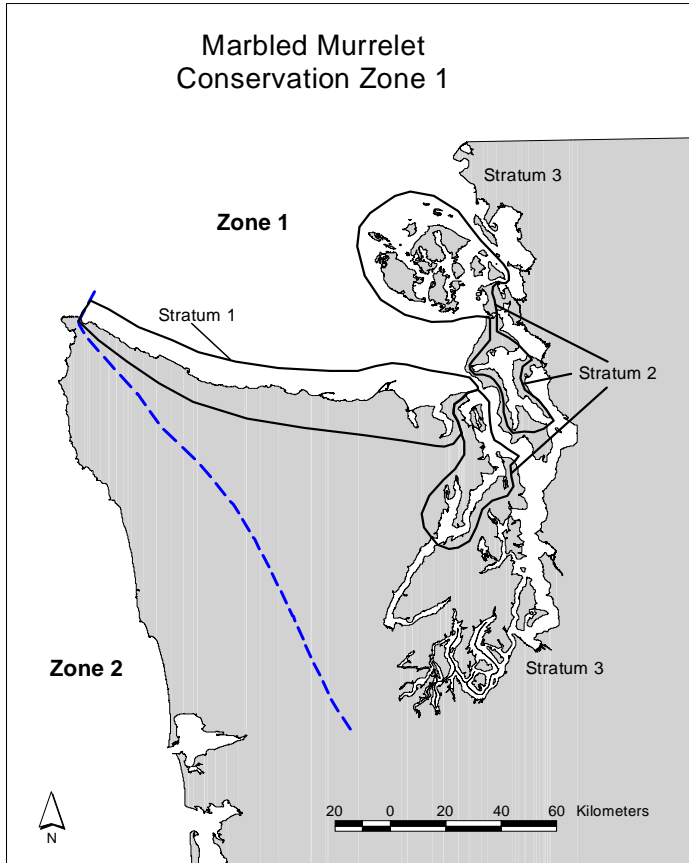 Marbled Murrelet
Conservation Zone 1
Stratum 3
Zone 1
Stratum 1
Stratum 2
Zone 2
Stratum 3
20 0 20 40 60 Kilometers
N